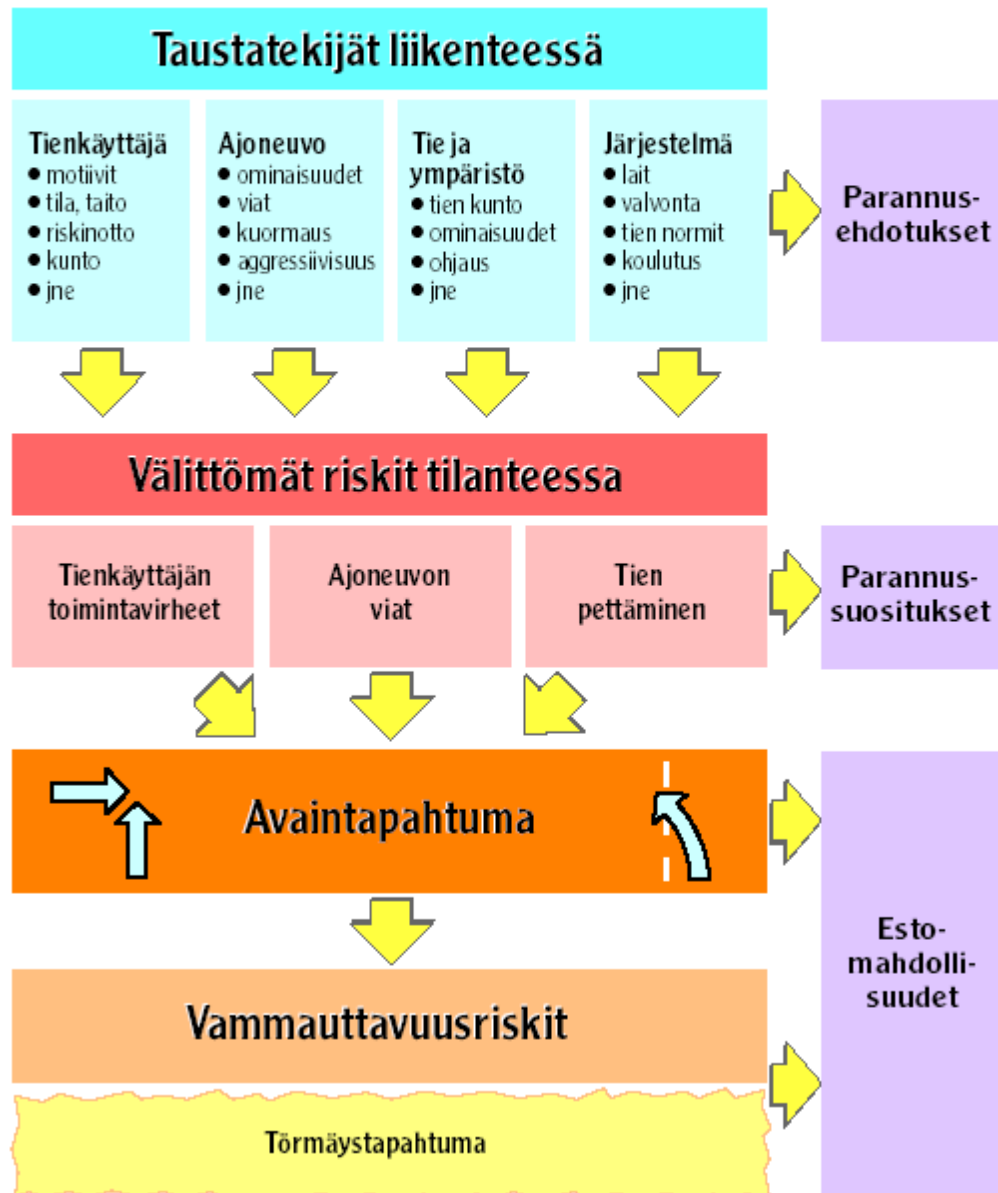 Taustatekijät liikenteessä
Tienkäyttäjä
● motiivit
● tila, taito
● riskinotto
● kunto
● jne
Ajoneuvo
● ominaisuudet
● viat
● kuormaus
● aggressiivisuus
● jne
Tie ja
ympäristö
● tien kunto
● ominaisuudet
● ohjaus
● jne
Järjestelmä
● lait
● valvonta
● tien normit
● koulutus
● jne
Parannus-
ehdotukset
Välittömät riskit tilanteessa
Tienkäyttäjän
toimintavirheet
Ajoneuvon
viat
Tien
pettäminen
Parannus-
suositukset
Avaintapahtuma
Vammauttavuusriskit
Törmäystapahtuma
Esto-
mahdolli-
suudet